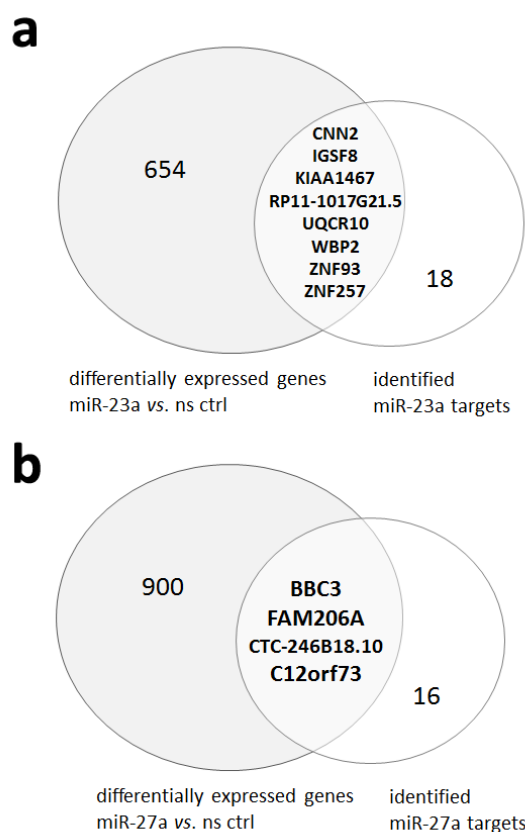 a
654
CNN2
IGSF8
KIAA1467
RP11-1017G21.5
UQCR10
WBP2
ZNF93
ZNF257
18
differentially expressed genes
miR-23a vs. ns ctrl
identified
miR-23a targets
b
900
BBC3
FAM206A
CTC-246B18.10
C12orf73
16
differentially expressed genes
miR-27a vs. ns ctrl
identified
miR-27a targets